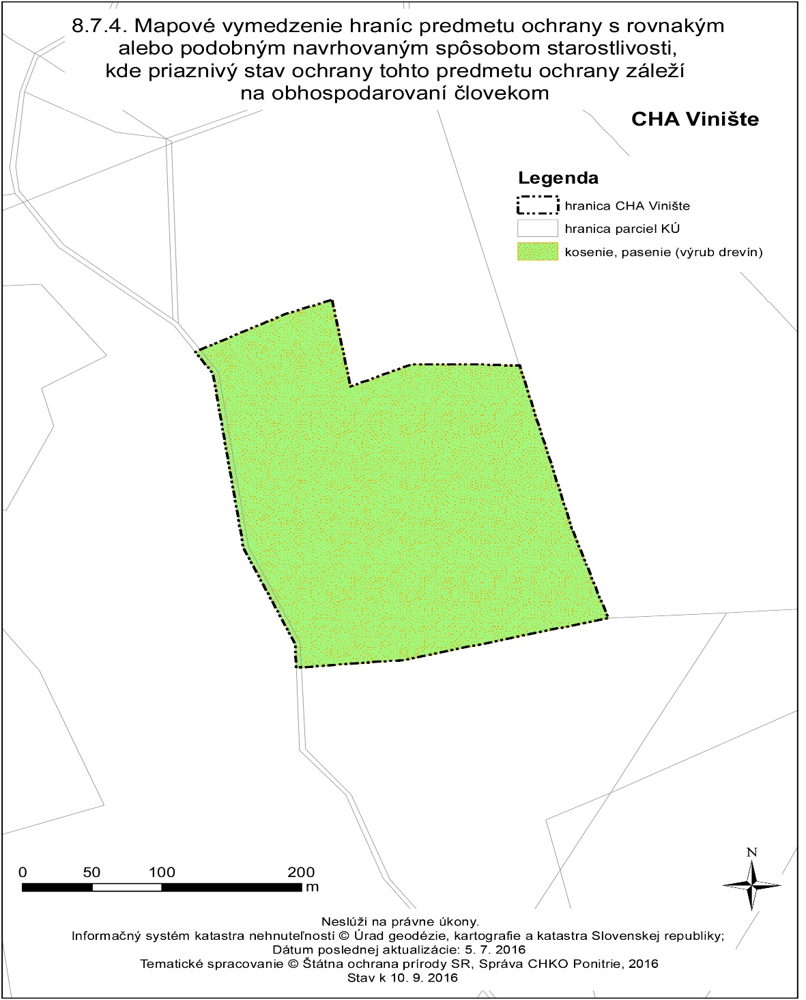 8.7.4. Mapové vymedzenie hraníc predmetu ochrany s rovnakým
alebo podobným navrhovaným spôsobom starostlivosti,
kde priaznivý stav ochrany tohto predmetu ochrany záleží
na obhospodarovaní človekom
CHA Vinište
Legenda
hranica CHA Vinište
hranica parciel KÚ
kosenie, pasenie (výrub drevín)
0 50 100 200
m
N
Neslúži na právne úkony.
Informačný systém katastra nehnuteľností © Úrad geodézie, kartografie a katastra Slovenskej republiky;
Dátum poslednej aktualizácie: 5. 7. 2016
Tematické spracovanie © Štátna ochrana prírody SR, Správa CHKO Ponitrie, 2016
Stav k 10. 9. 2016